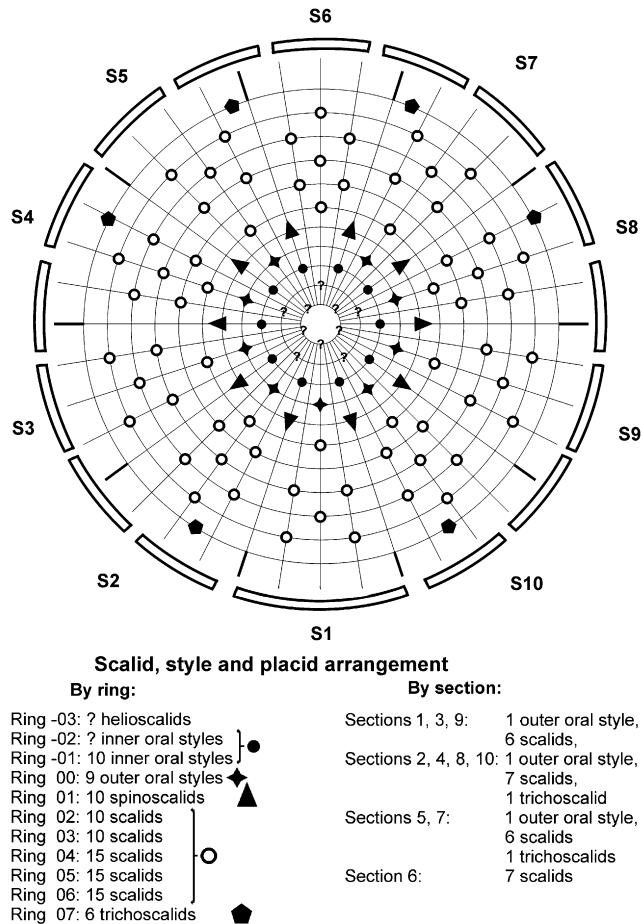 S6
S5
S7
S4
S8
? ? ? ? ? ? ? ? ? ?
S3
S9
S2
S10
S1
Scalid, style and placid arrangement
By ring:
Ring -03: ? helioscalids
Ring -02: ? inner oral styles
Ring -01: 10 inner oral styles
Ring 00: 9 outer oral styles
Ring 01: 10 spinoscalids
Ring 02: 10 scalids
Ring 03: 10 scalids
Ring 04: 15 scalids
Ring 05: 15 scalids
Ring 06: 15 scalids
Ring 07: 6 trichoscalids
By section:
Sections 1, 3, 9: 1 outer oral style,
6 scalids,
Sections 2, 4, 8, 10: 1 outer oral style,
7 scalids,
1 trichoscalid
Sections 5, 7: 1 outer oral style,
6 scalids
1 trichoscalids
Section 6: 7 scalids